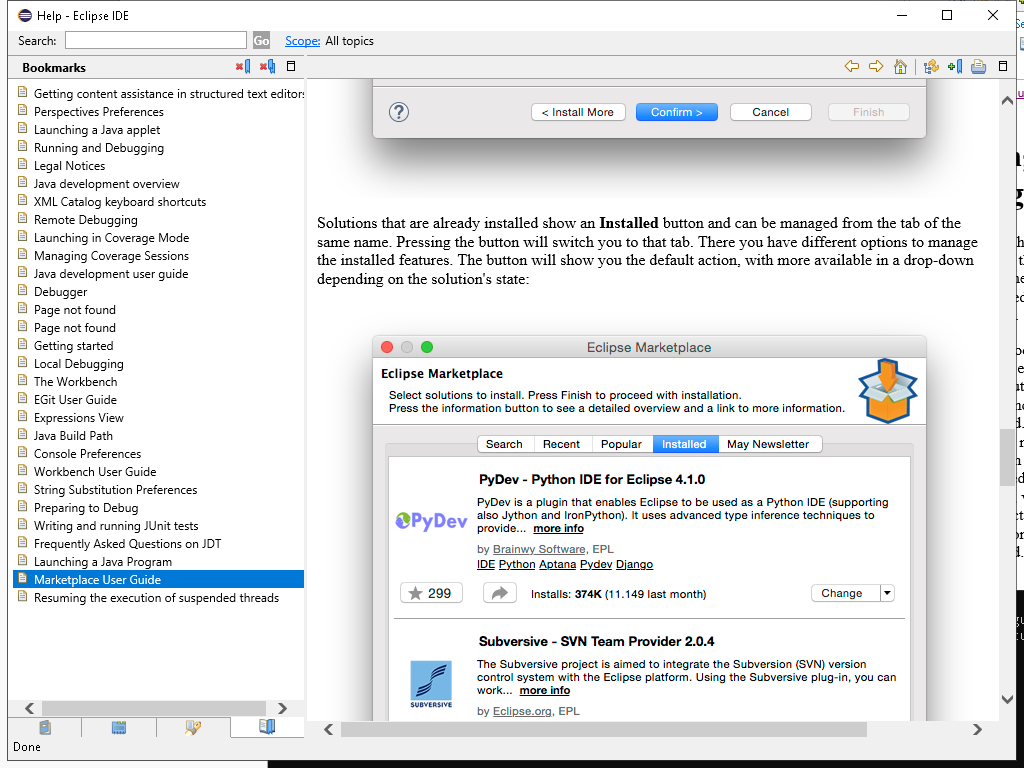 Help - Eclipse IDE
Search:
Go
Scope: All topics
Bookmarks
Getting content assistance in structured text editors
Perspectives Preferences
Launching a Java applet
Running and Debugging
Legal Notices
Java development overview
XML Catalog keyboard shortcuts
Remote Debugging
Launching in Coverage Mode
Managing Coverage Sessions
Java development user guide
Debugger
Page not found
Page not found
Getting started
Local Debugging
The Workbench
EGit User Guide
Expressions View
Java Build Path
Console Preferences
Workbench User Guide
String Substitution Preferences
Preparing to Debug
Writing and running JUnit tests
Frequently Asked Questions on JDT
Launching a Java Program
Marketplace User Guide
Resuming the execution of suspended threads
Done
? < Install More Confirm > Cancel Finish
Solutions that are already installed show an Installed button and can be managed from the tab of the
same name. Pressing the button will switch you to that tab. There you have different options to manage
the installed features. The button will show you the default action, with more available in a drop-down
depending on the solution's state:
Eclipse Marketplace
Eclipse Marketplace
Select solutions to install. Press Finish to proceed with installation.
Press the information button to see a detailed overview and a link to more information.
Search Recent Popular Installed May Newsletter
PyDev - Python IDE for Eclipse 4.1.0
PyDev
PyDev is a plugin that enables Eclipse to be used as a Python IDE (supporting
also Jython and IronPython). It uses advanced type inference techniques to
provide... more info
by Brainwy Software, EPL
IDE Python Aptana Pydev Django
299 Installs: 374K (11.149 last month) Change
Subversive - SVN Team Provider 2.0.4
SUBVERSIVE
The Subversive project is aimed to integrate the Subversion (SVN) version
control system with the Eclipse platform. Using the Subversive plug-in, you can
work... more info
by Eclipse.org, EPL